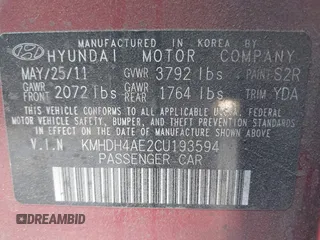 MANUFACTURED IN KOREA BY
HYUNDAI MOTOR COMPANY
MAY/25/11 GVWR 3792 lbs PAINT S2R
GAWR FRONT 2072 lbs GAWR REAR 1764 lbs TRIM YDA
THIS VEHICLE CONFORMS TO ALL APPLICABLE U.S. FEDERAL
MOTOR VEHICLE SAFETY, BUMPER, AND THEFT PREVENTION
STANDARDS IN EFFECT ON THE DATE OF MANUFACTURE SHOWN ABOVE.
V.I.N KMHDH4AE2CU193594
PASSENGER CAR
DREAMBID